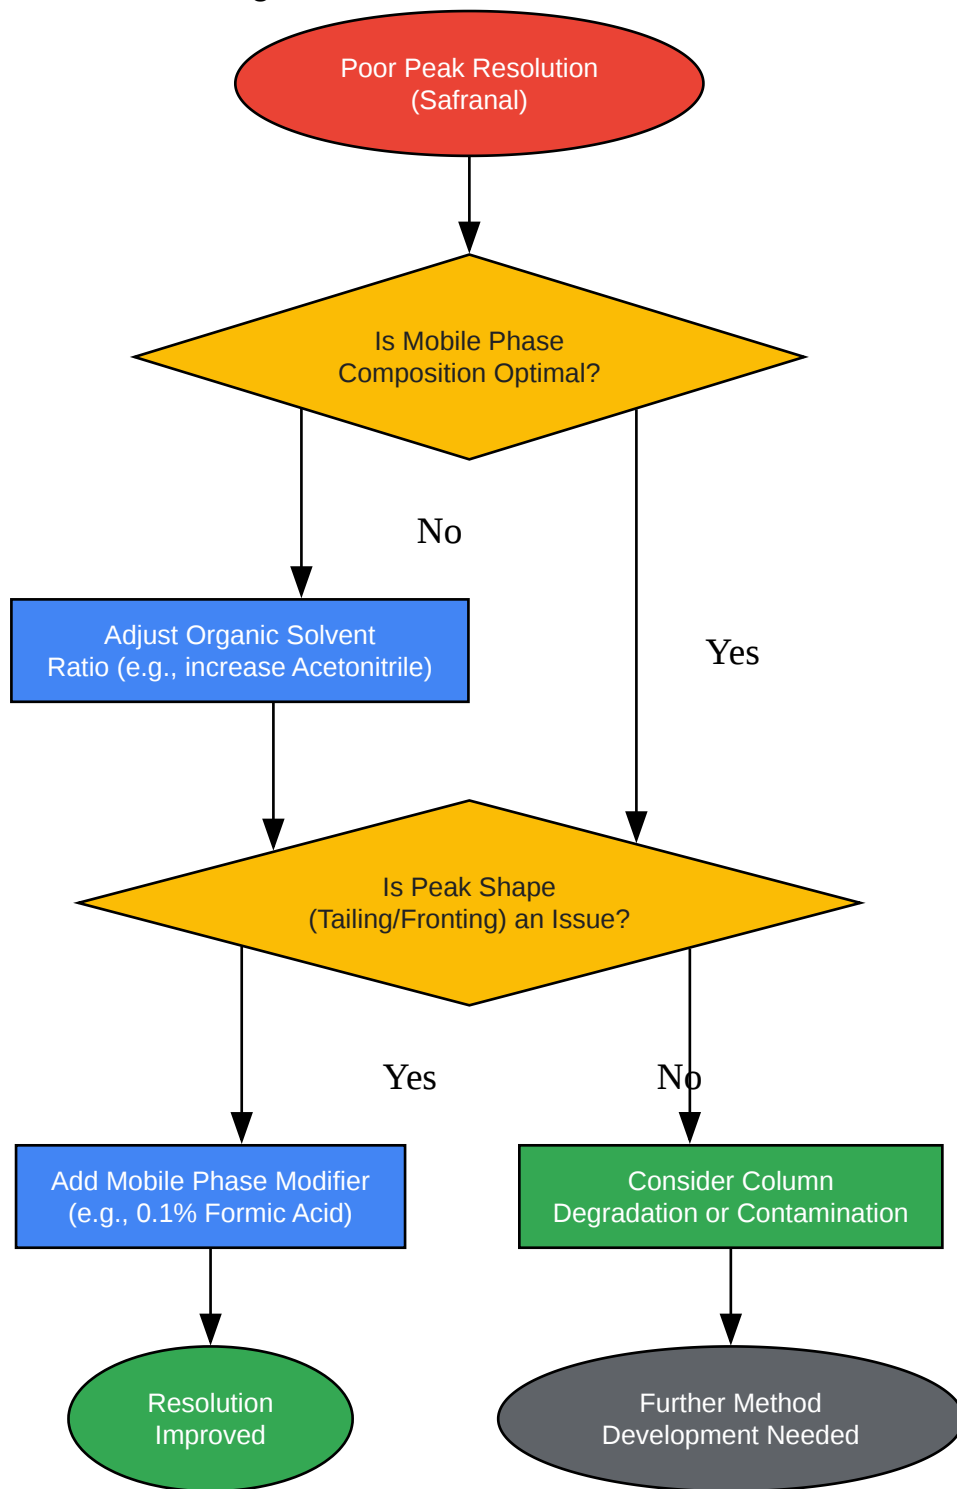 Poor Peak Resolution
(Safranal)
Is Mobile Phase
Composition Optimal?
No
Adjust Organic Solvent
Ratio (e.g., increase Acetonitrile)
Yes
Is Peak Shape
(Tailing/Fronting) an Issue?
Yes
No
Add Mobile Phase Modifier
(e.g., 0.1% Formic Acid)
Consider Column
Degradation or Contamination
Resolution
Improved
Further Method
Development Needed